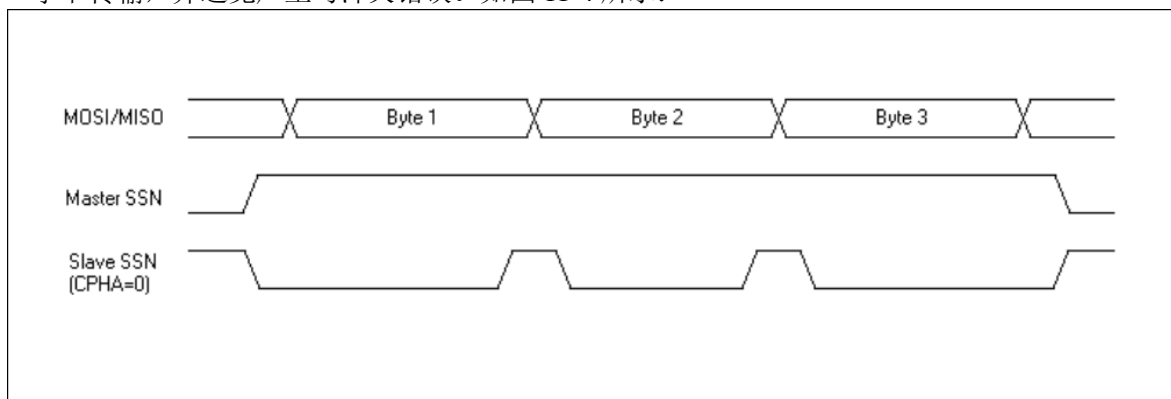 MOSI/MISO Byte 1 Byte 2 Byte 3
Master SSN
Slave SSN
(CPHA=0)